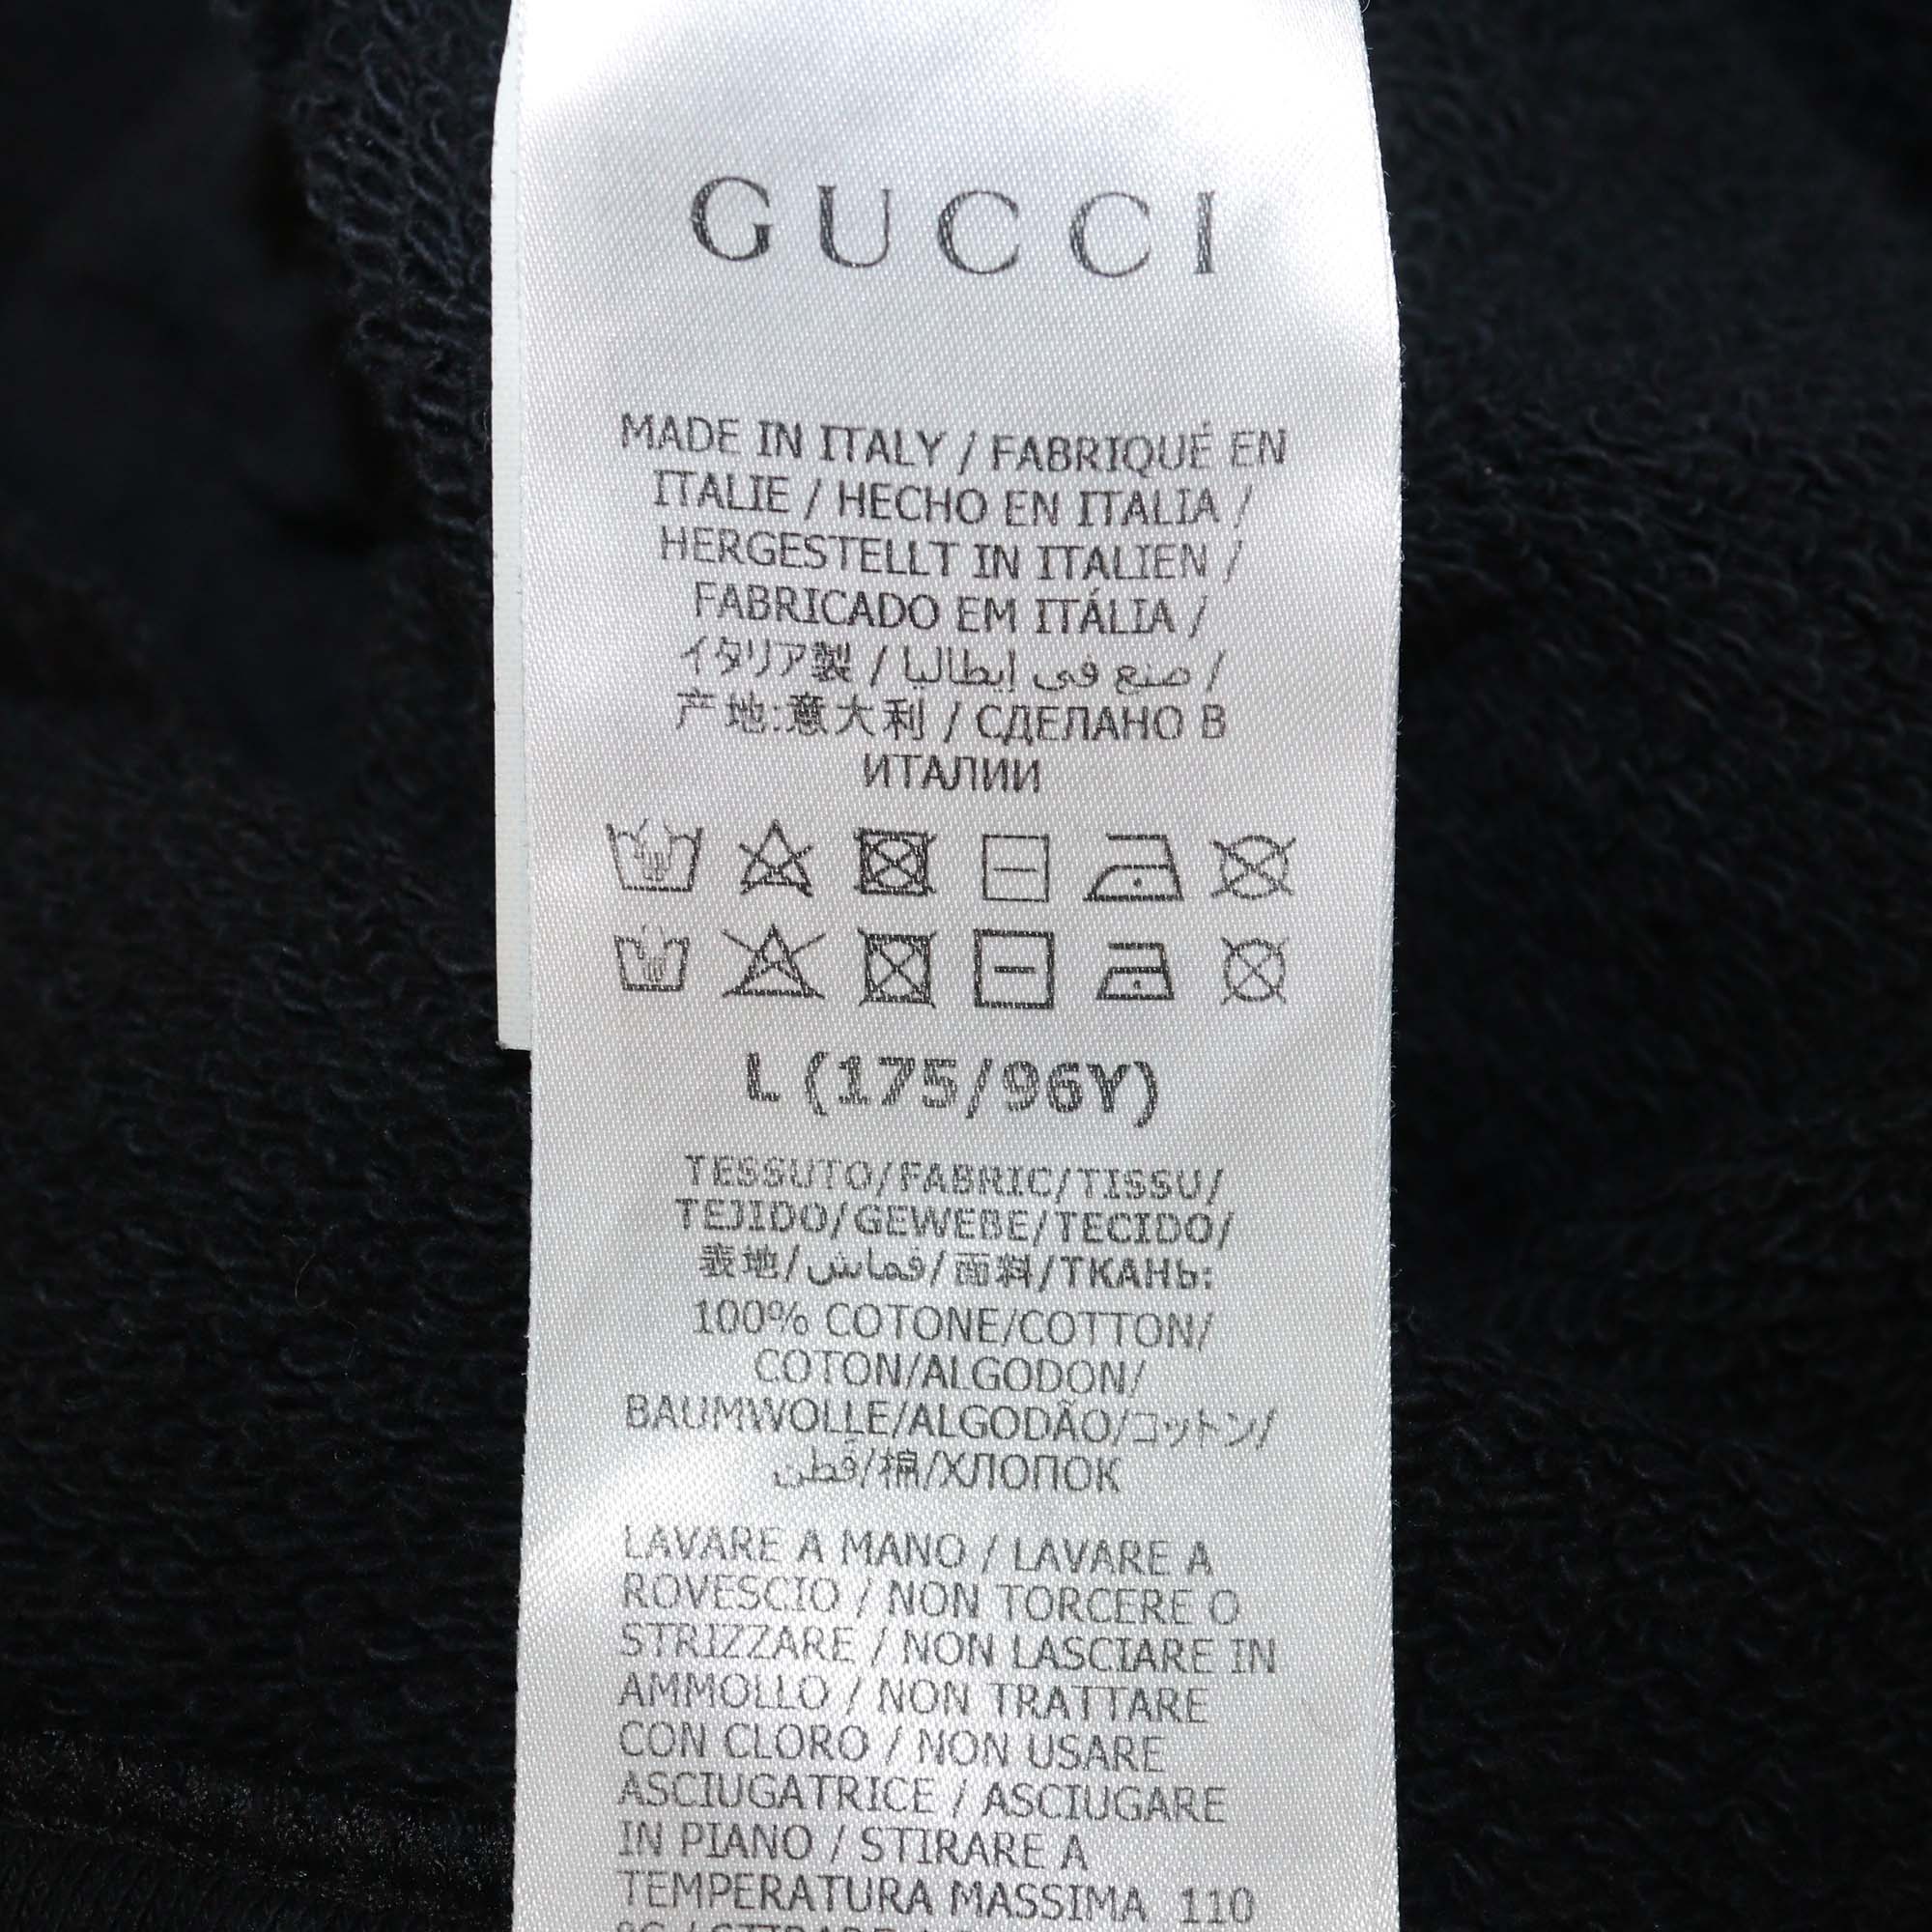 GUCCI
MADE IN ITALY / FABRIQUÉ EN
ITALIE / HECHO EN ITALIA /
HERGESTELLT IN ITALIEN /
FABRICADO EM ITÁLIA /
イタリア製 / صنع في إيطاليا /
产地:意大利 / СДЕЛАНО В
ИТАЛИИ
L (175/96Y)
TESSUTO/FABRIC/TISSU/
TEJIDO/GEWEBE/TECIDO/
表地/قماش/面料/ТКАНЬ:
100% COTONE/COTTON/
COTON/ALGODON/
BAUMWOLLE/ALGODÃO/コットン/
قطن/棉/ХЛОПОК
LAVARE A MANO / LAVARE A
ROVESCIO / NON TORCERE O
STRIZZARE / NON LASCIARE IN
AMMOLLO / NON TRATTARE
CON CLORO / NON USARE
ASCIUGATRICE / ASCIUGARE
IN PIANO / STIRARE A
TEMPERATURA MASSIMA 110